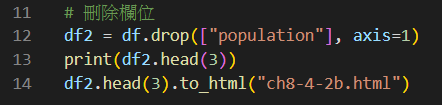 11 # 刪除欄位
12 df2 = df.drop(["population"], axis=1)
13 print(df2.head(3))
14 df2.head(3).to_html("ch8-4-2b.html")